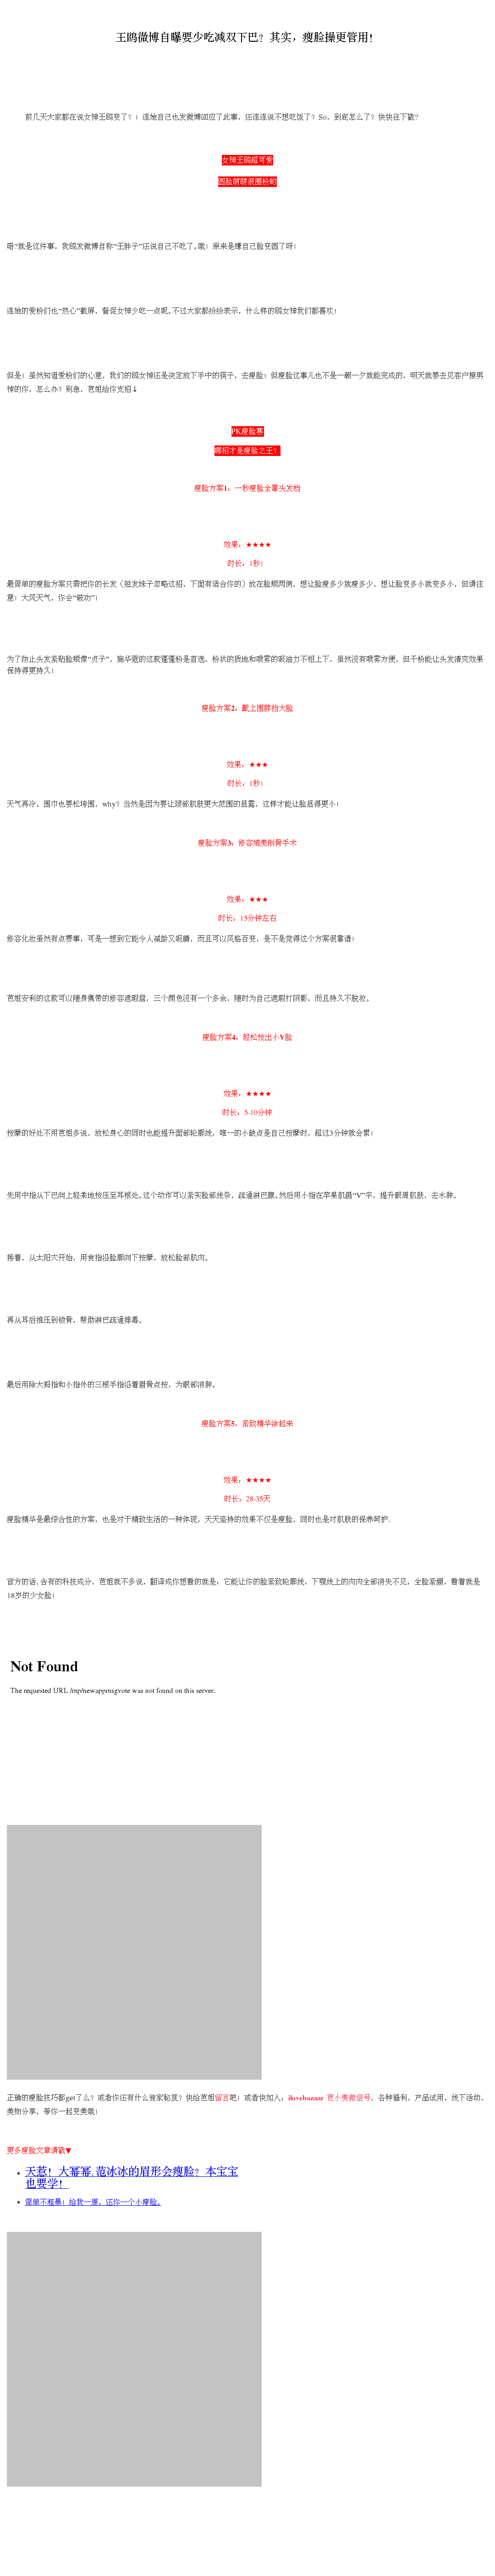 王鸥微博自曝要少吃减双下巴？其实，瘦脸操更管用！
前几天大家都在说女神王鸥变了？！连她自己也发微博回应了此事，还连连说不想吃饭了？So，到底怎么了？快快往下戳?
女神王鸥超可爱
圆脸萌萌很圈粉哟
喏?就是这件事，我鸥发微博自称“王胖子”还说自己不吃了。哦！原来是嫌自己脸变圆了呀！
连她的爱粉们也“热心”截屏，督促女神少吃一点呢。不过大家都纷纷表示，什么样的鸥女神我们都喜欢！
但是！虽然知道爱粉们的心意，我们的鸥女神还是决定放下手中的筷子，去瘦脸！但瘦脸这事儿也不是一朝一夕就能完成的，明天就要去见客户撩男
神的你，怎么办？别急，芭姐给你支招↓
PK瘦脸赛
哪招才是瘦脸之王？
瘦脸方案1：一秒瘦脸全靠头发档
效果：★★★★
时长：1秒！
最简单的瘦脸方案只需把你的长发（短发妹子忽略这招，下面有适合你的）放在脸颊两侧，想让脸瘦多少就瘦多少，想让脸变多小就变多小，但请注
意！大风天气，你会“破功”！
为了防止头发紧贴脸颊像“贞子”，施华蔻的这款蓬蓬粉是首选，粉状的质地和喷雾的吸油力不相上下，虽然没有喷雾方便，但干粉能让头发清爽效果
保持得更持久！
瘦脸方案2：戴上围脖档大脸
效果：★★★
时长：1秒！
天气再冷，围巾也要松垮围，why？当然是因为要让颈部肌肤更大范围的显露，这样才能让脸显得更小！
瘦脸方案3：修容媲美削骨手术
效果：★★★
时长：15分钟左右
修容化妆虽然有点费事，可是一想到它能令人减龄又吸睛，而且可以风格百变，是不是觉得这个方案很靠谱！
芭姐安利的这款可以随身携带的修容遮瑕盘，三个颜色没有一个多余，随时为自己遮瑕打阴影，而且持久不脱妆。
瘦脸方案4：轻松按出小V脸
效果：★★★★
时长：5-10分钟
按摩的好处不用芭姐多说，放松身心的同时也能提升面部轮廓线，唯一的小缺点是自己按摩时，超过3分钟就会累！
先用中指从下巴向上轻柔地按压至耳根处。这个动作可以紧实脸部线条，疏通淋巴腺。然后用小指在苹果肌画“V”字，提升眼周肌肤，去水肿。
接着，从太阳穴开始，用食指沿脸廓向下按摩，放松脸部肌肉。
再从耳后推压到锁骨，帮助淋巴疏通排毒。
最后用除大拇指和小指外的三根手指沿着眉骨点按，为眼部消肿。
瘦脸方案5：紧致精华涂起来
效果：★★★★
时长：28-35天
瘦脸精华是最综合性的方案，也是对于精致生活的一种体现，天天坚持的效果不仅是瘦脸，同时也是对肌肤的保养呵护.
官方的话、含有的科技成分，芭姐就不多说，翻译成你想看的就是：它能让你的脸紧致轮廓线，下颚线上的肉肉全部消失不见，全脸紧绷，看着就是
18岁的少女脸！
Not Found
The requested URL /mp/newappmsgvote was not found on this server.
正确的瘦脸技巧都get了么？或者你还有什么独家秘笈？快给芭姐留言吧！或者快加入：ilovebazaar 芭小美微信号，各种福利，产品试用，线下活动，
美物分享，等你一起变美哦！
更多瘦脸文章请戳▼
天惹！大幂幂、范冰冰的眉形会瘦脸？本宝宝
也要学！
简单不粗暴！给我一周，还你一个小瘦脸。